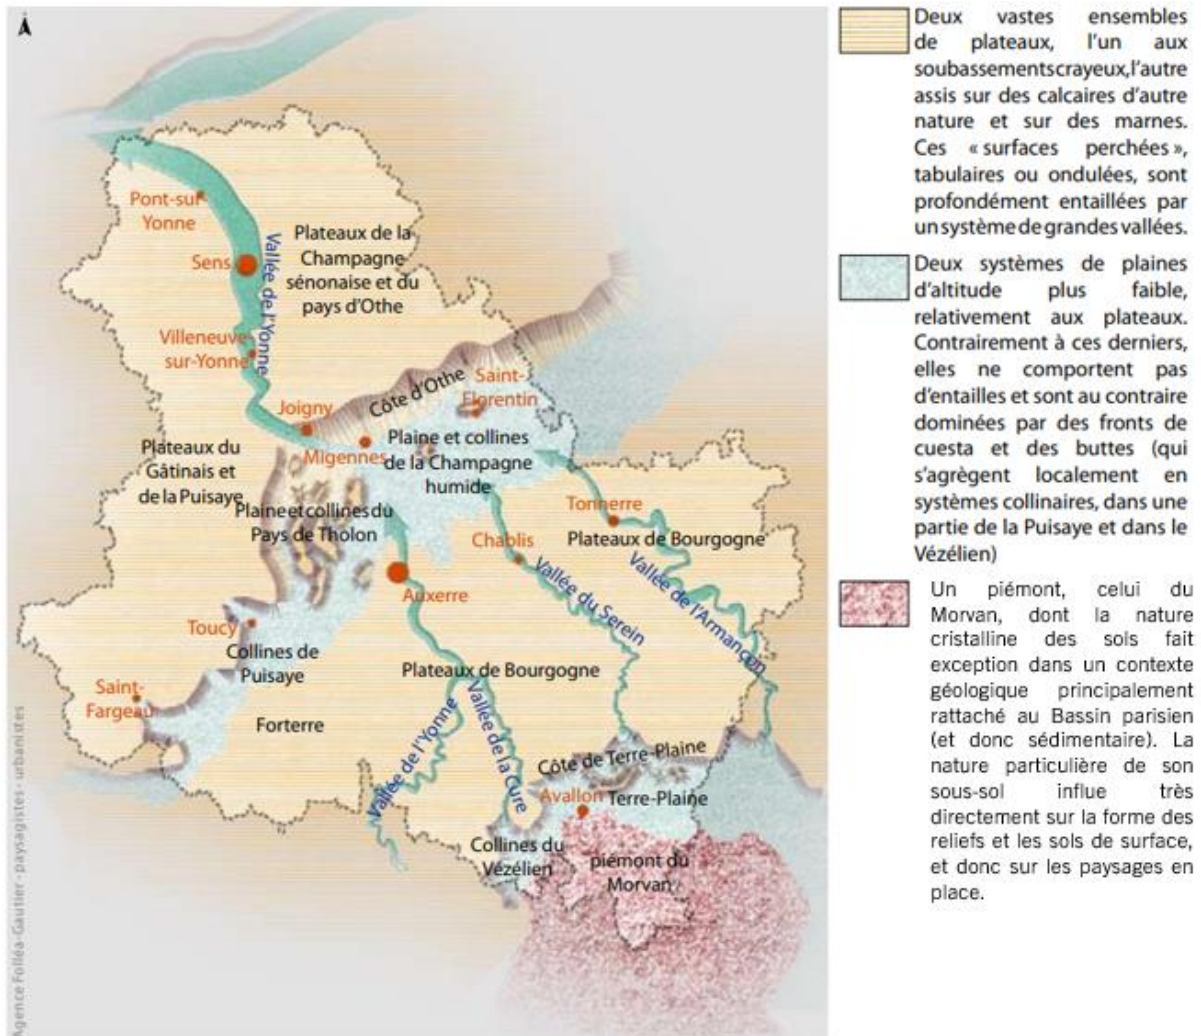 Pont-sur-
Yonne
Sens
Vallée de l'Yonne
Plateaux de la
Champagne
sénonaise et du
pays d'Othe
Villeneuve-
sur-Yonne
Joigny
Côte d'Othe
Saint-
Florentin
Migennes
Plaine et collines
de la Champagne
humide
Plateaux du
Gâtinais et
de la Puisaye
Plaine et collines du
Pays de Tholon
Tonnerre
Chablis
Plateaux de Bourgogne
Vallée du Serein
Vallée de l'Armançon
Auxerre
Toucy
Collines de
Puisaye
Plateaux de Bourgogne
Saint-
Fargeau
Forterre
Vallée de l'Yonne
Vallée de la Cure
Côte de Terre-Plaine
Avallon
Terre-Plaine
Collines du
Vézélien
piémont du
Morvan
Agence Folléa-Gautier - paysagistes - urbanistes
Deux vastes ensembles
de plateaux, l'un aux
soubassements crayeux, l'autre
assis sur des calcaires d'autre
nature et sur des marnes.
Ces « surfaces perchées »,
tabulaires ou ondulées, sont
profondément entaillées par
un système de grandes vallées.
Deux systèmes de plaines
d'altitude plus faible,
relativement aux plateaux.
Contrairement à ces derniers,
elles ne comportent pas
d'entailles et sont au contraire
dominées par des fronts de
cuesta et des buttes (qui
s'agrègent localement en
systèmes collinaires, dans une
partie de la Puisaye et dans le
Vézélien)
Un piémont, celui du
Morvan, dont la nature
cristalline des sols fait
exception dans un contexte
géologique principalement
rattaché au Bassin parisien
(et donc sédimentaire). La
nature particulière de son
sous-sol influe très
directement sur la forme des
reliefs et les sols de surface,
et donc sur les paysages en
place.